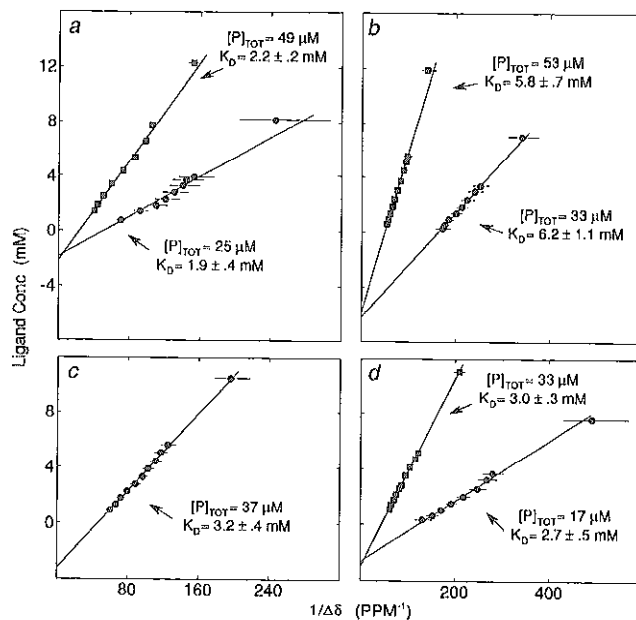 a
[P]TOT = 49 µM
KD = 2.2 ± .2 mM
[P]TOT = 25 µM
KD = 1.9 ± .4 mM
b
[P]TOT = 53 µM
KD = 5.8 ± .7 mM
[P]TOT = 33 µM
KD = 6.2 ± 1.1 mM
12
8
4
0
-4
Ligand Conc (mM)
c
[P]TOT = 37 µM
KD = 3.2 ± .4 mM
d
[P]TOT = 33 µM
KD = 3.0 ± .3 mM
[P]TOT = 17 µM
KD = 2.7 ± .5 mM
8
4
0
80 160 240
200 400
1/Δδ (PPM⁻¹)